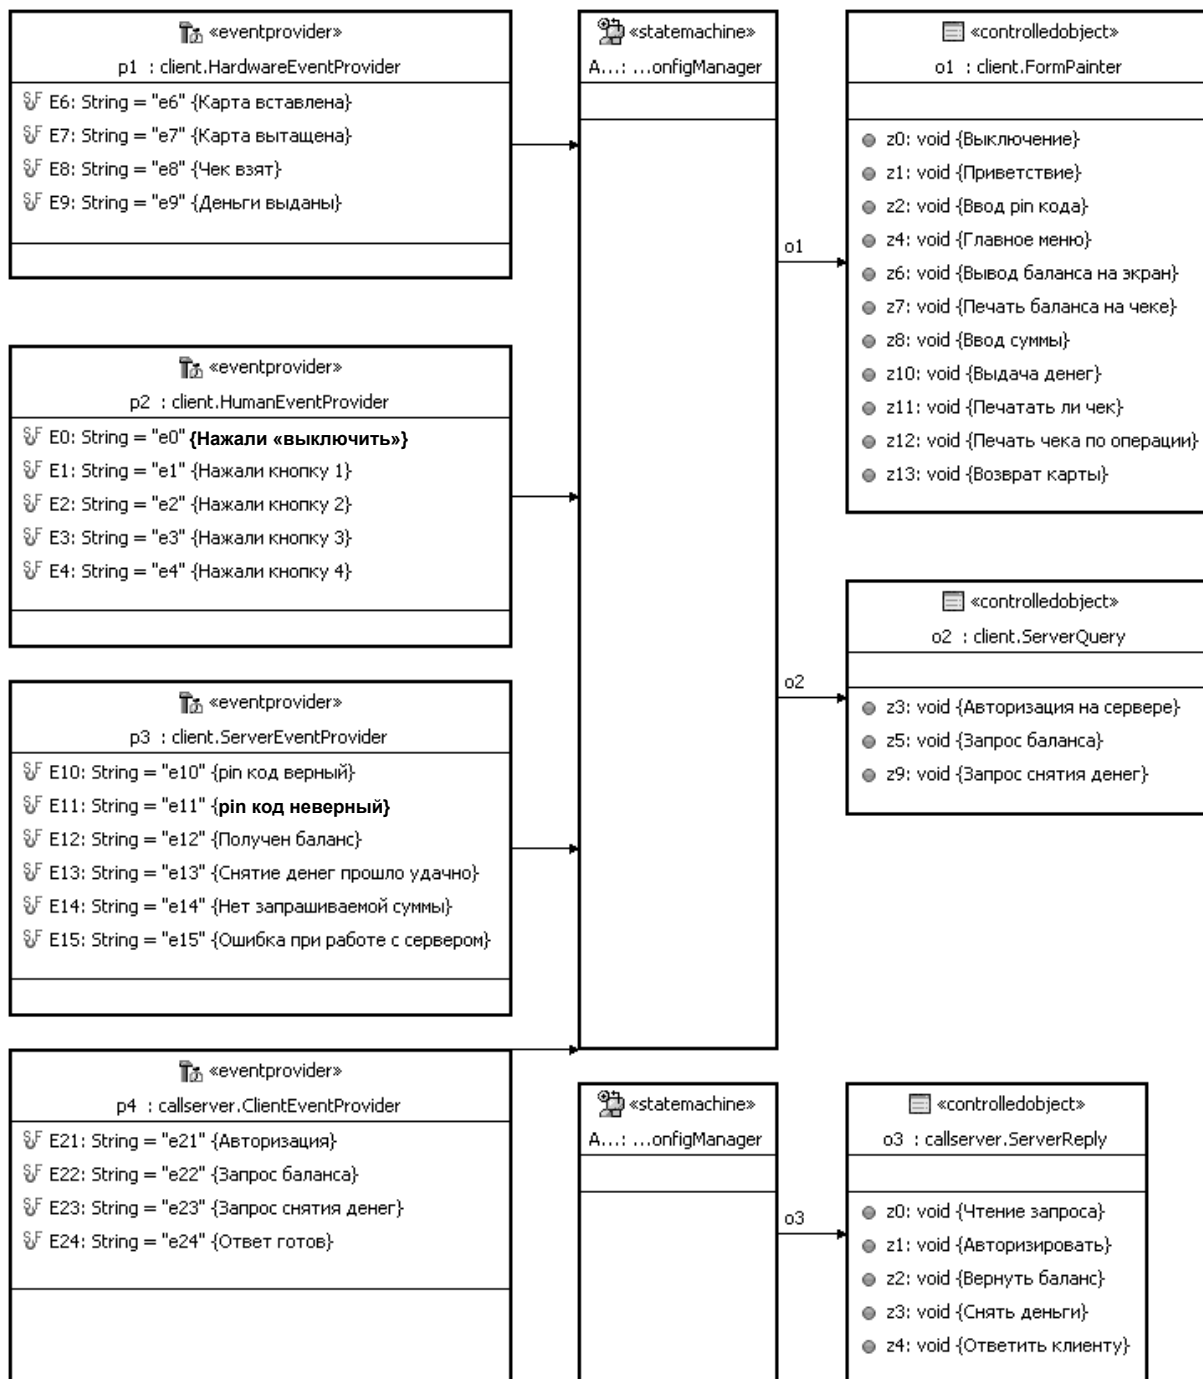 «eventprovider»
p1 : client.HardwareEventProvider
E6: String = "e6" {Карта вставлена}
E7: String = "e7" {Карта вытащена}
E8: String = "e8" {Чек взят}
E9: String = "e9" {Деньги выданы}
«eventprovider»
p2 : client.HumanEventProvider
E0: String = "e0" {Нажали «выключить»}
E1: String = "e1" {Нажали кнопку 1}
E2: String = "e2" {Нажали кнопку 2}
E3: String = "e3" {Нажали кнопку 3}
E4: String = "e4" {Нажали кнопку 4}
«eventprovider»
p3 : client.ServerEventProvider
E10: String = "e10" {pin код верный}
E11: String = "e11" {pin код неверный}
E12: String = "e12" {Получен баланс}
E13: String = "e13" {Снятие денег прошло удачно}
E14: String = "e14" {Нет запрашиваемой суммы}
E15: String = "e15" {Ошибка при работе с сервером}
«eventprovider»
p4 : callserver.ClientEventProvider
E21: String = "e21" {Авторизация}
E22: String = "e22" {Запрос баланса}
E23: String = "e23" {Запрос снятия денег}
E24: String = "e24" {Ответ готов}
«statemachine»
A...: ...onfigManager
o1
o2
«statemachine»
A...: ...onfigManager
o3
«controlledobject»
o1 : client.FormPainter
z0: void {Выключение}
z1: void {Приветствие}
z2: void {Ввод pin кода}
z4: void {Главное меню}
z6: void {Вывод баланса на экран}
z7: void {Печать баланса на чеке}
z8: void {Ввод суммы}
z10: void {Выдача денег}
z11: void {Печатать ли чек}
z12: void {Печать чека по операции}
z13: void {Возврат карты}
«controlledobject»
o2 : client.ServerQuery
z3: void {Авторизация на сервере}
z5: void {Запрос баланса}
z9: void {Запрос снятия денег}
«controlledobject»
o3 : callserver.ServerReply
z0: void {Чтение запроса}
z1: void {Авторизировать}
z2: void {Вернуть баланс}
z3: void {Снять деньги}
z4: void {Ответить клиенту}